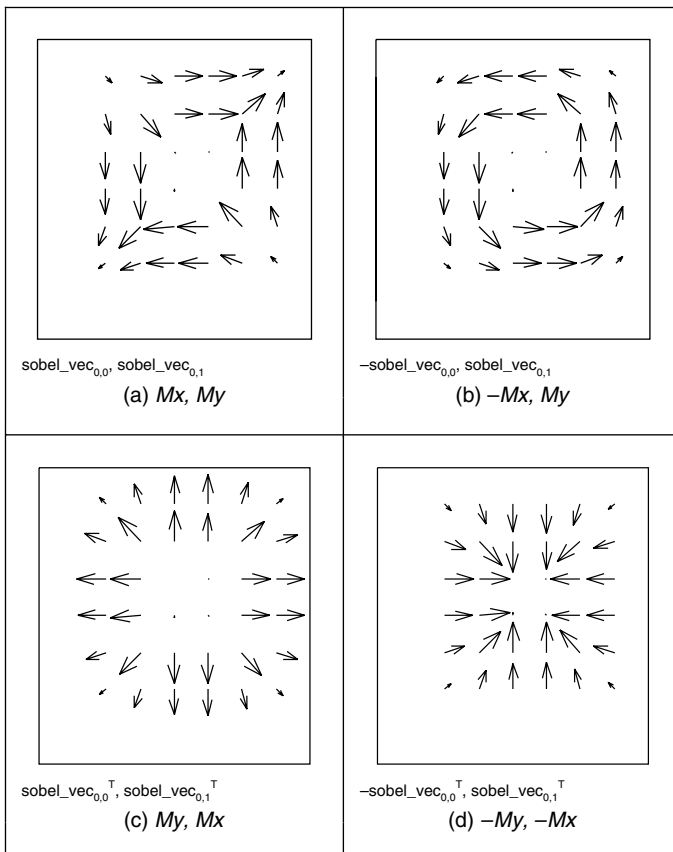 sobel_vec0,0, sobel_vec0,1
(a) Mx, My
–sobel_vec0,0, sobel_vec0,1
(b) –Mx, My
sobel_vec0,0T, sobel_vec0,1T
(c) My, Mx
–sobel_vec0,0T, sobel_vec0,1T
(d) –My, –Mx